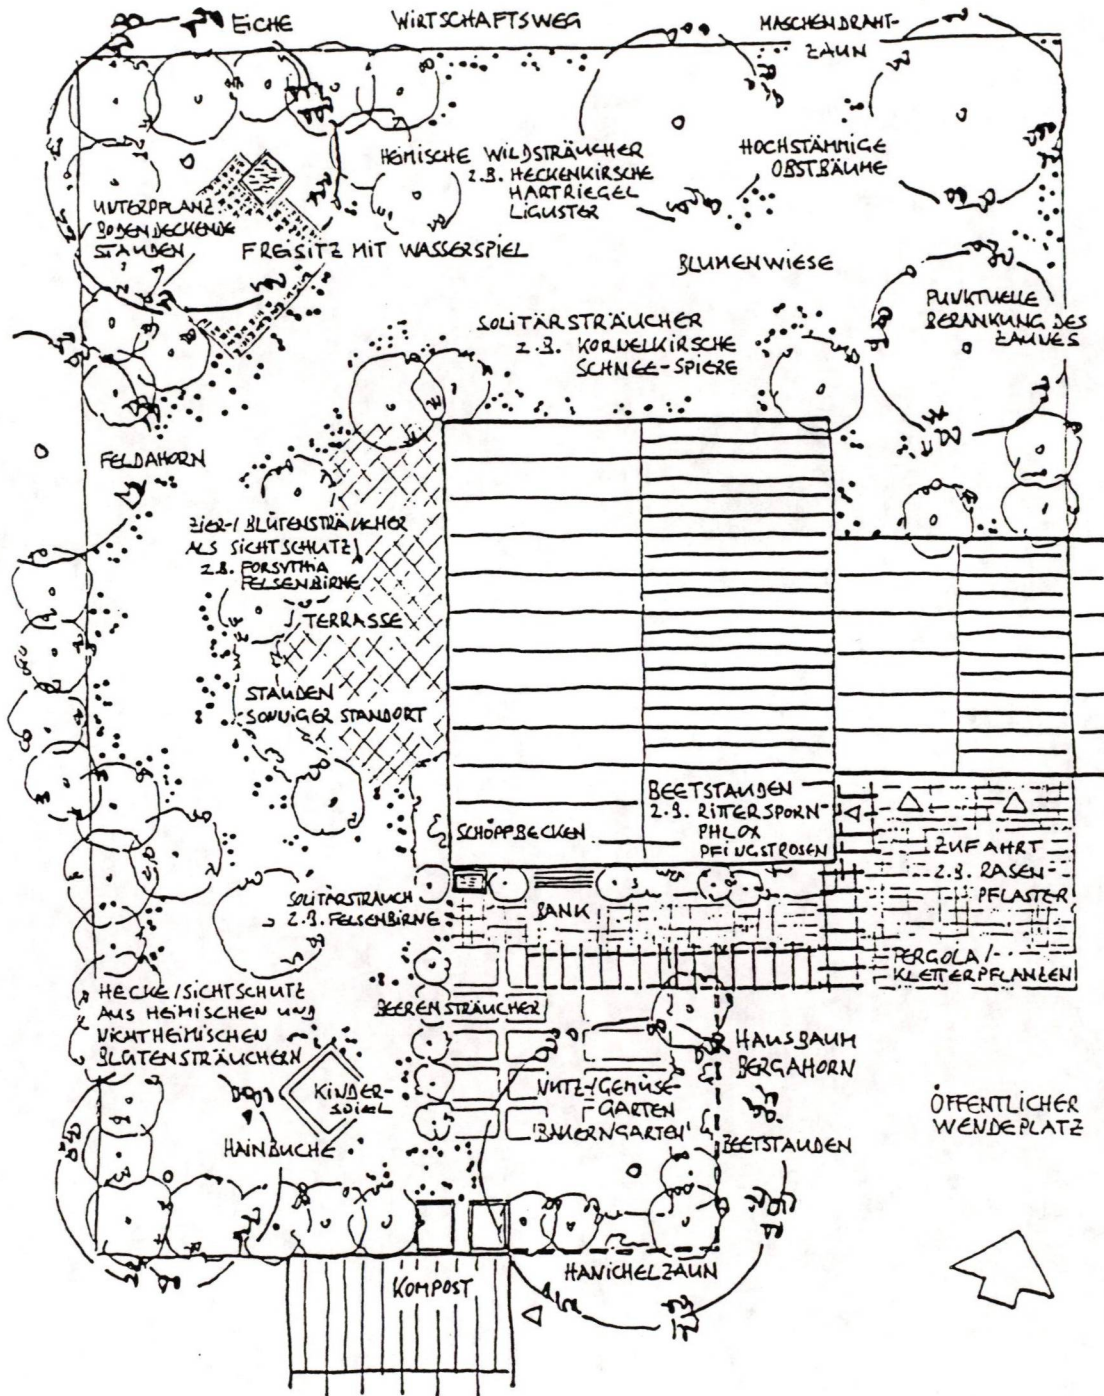 EICHE
WIRTSCHAFTSWEG
MASCHENDRAHT-
ZAUN
HEIMISCHE WILDSTRÄUCHER
Z.B. HECKENKIRSCHE
HARTRIEGEL
LIGUSTER
HOCHSTÄMMIGE
OBSTBÄUME
UNTERPFLANZ.
BODENDECKENDE
STAUDEN
FREISITZ MIT WASSERSPIEL
BLUMENWIESE
PUNKTUELLE
BERANKUNG DES
ZAUNES
SOLITÄRSTRÄUCHER
Z.B. KORNELKIRSCHE
SCHNEE-SPIERE
FELDAHORN
ZIER-/BLÜTENSTRÄUCHER
ALS SICHTSCHUTZ
Z.B. FORSYTHIA
FELSENBIRNE
TERRASSE
STAUDEN
SONNIGER STANDORT
BEETSTAUDEN
Z.B. RITTERSPORN
PHLOX
PFINGSTROSEN
SCHÖPFBECKEN
ZUFAHRT
Z.B. RASEN-
PFLASTER
SOLITÄRSTRAUCH
Z.B. FELSENBIRNE
BANK
PERGOLA/
KLETTERPFLANZEN
HECKE/SICHTSCHUTZ
AUS HEIMISCHEN UND
NICHTHEIMISCHEN
BLÜTENSTRÄUCHERN
BEERENSTRÄUCHER
HAUSBAUM
BERGAHORN
KINDER-
SPIEL
NUTZ-/GEMÜSE-
GARTEN
'BAUERNGARTEN'
ÖFFENTLICHER
WENDEPLATZ
HAINBUCHE
BEETSTAUDEN
KOMPOST
HANICHELZAUN